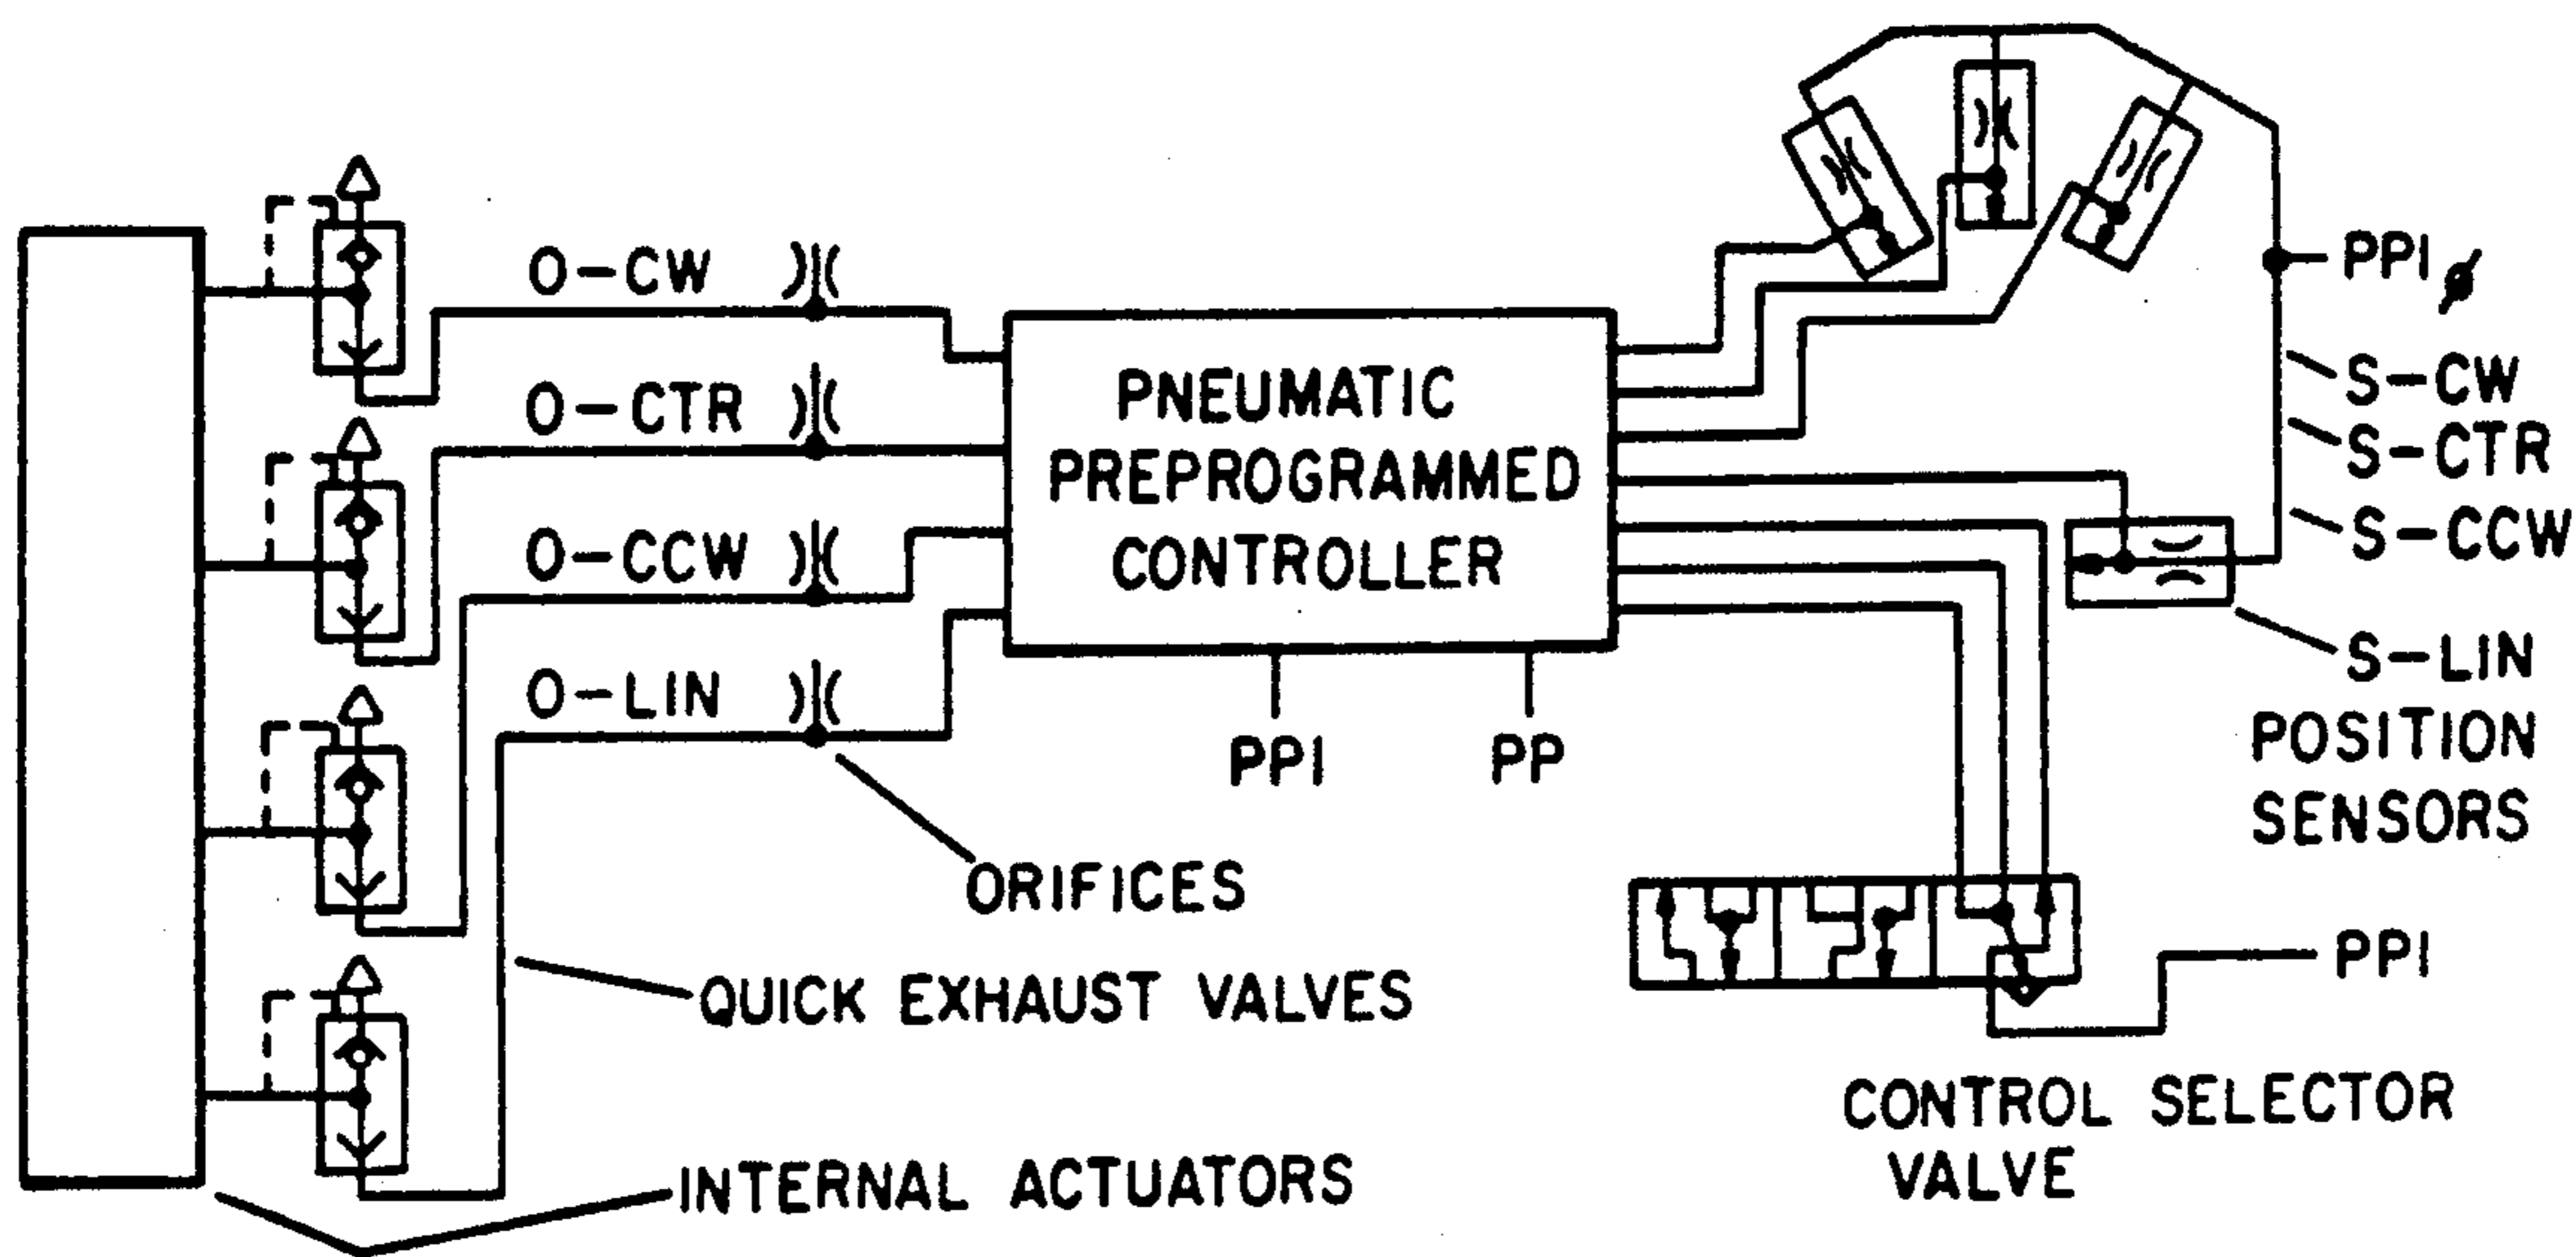 O-CW
O-CTR
O-CCW
O-LIN
PNEUMATIC
PREPROGRAMMED
CONTROLLER
PPI
PP
ORIFICES
QUICK EXHAUST VALVES
INTERNAL ACTUATORS
PPI
S-CW
S-CTR
S-CCW
S-LIN
POSITION
SENSORS
PPI
CONTROL SELECTOR
VALVE